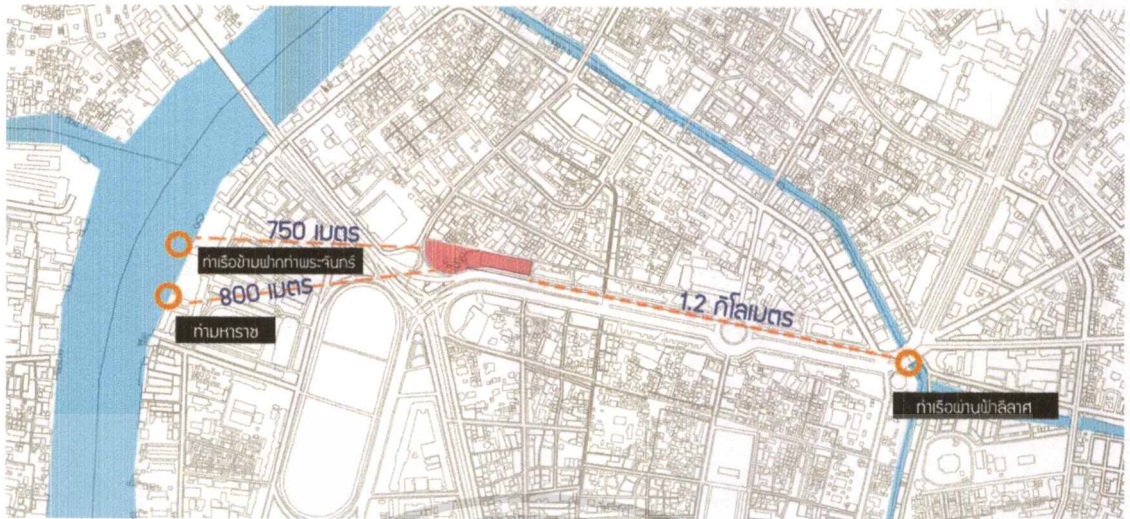 750 เมตร
ท่าเรือข้ามฟากท่าพระจันทร์
800 เมตร
ท่ามหาราช
1.2 กิโลเมตร
ท่าเรือผ่านฟ้าลีลาศ